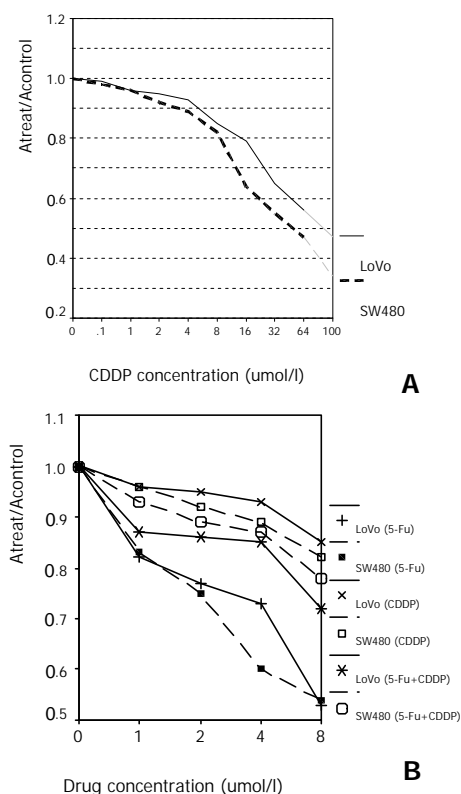 1.2
1.0
0.8
0.6
0.4
0.2
Atreat/Acontrol
0 .1 1 2 4 8 16 32 64 100
LoVo
SW480
CDDP concentration (umol/l)
A
1.1
1.0
0.9
0.8
0.7
0.6
0.5
Atreat/Acontrol
0 1 2 4 8
LoVo (5-Fu)
SW480 (5-Fu)
LoVo (CDDP)
SW480 (CDDP)
LoVo (5-Fu+CDDP)
SW480 (5-Fu+CDDP)
Drug concentration (umol/l)
B